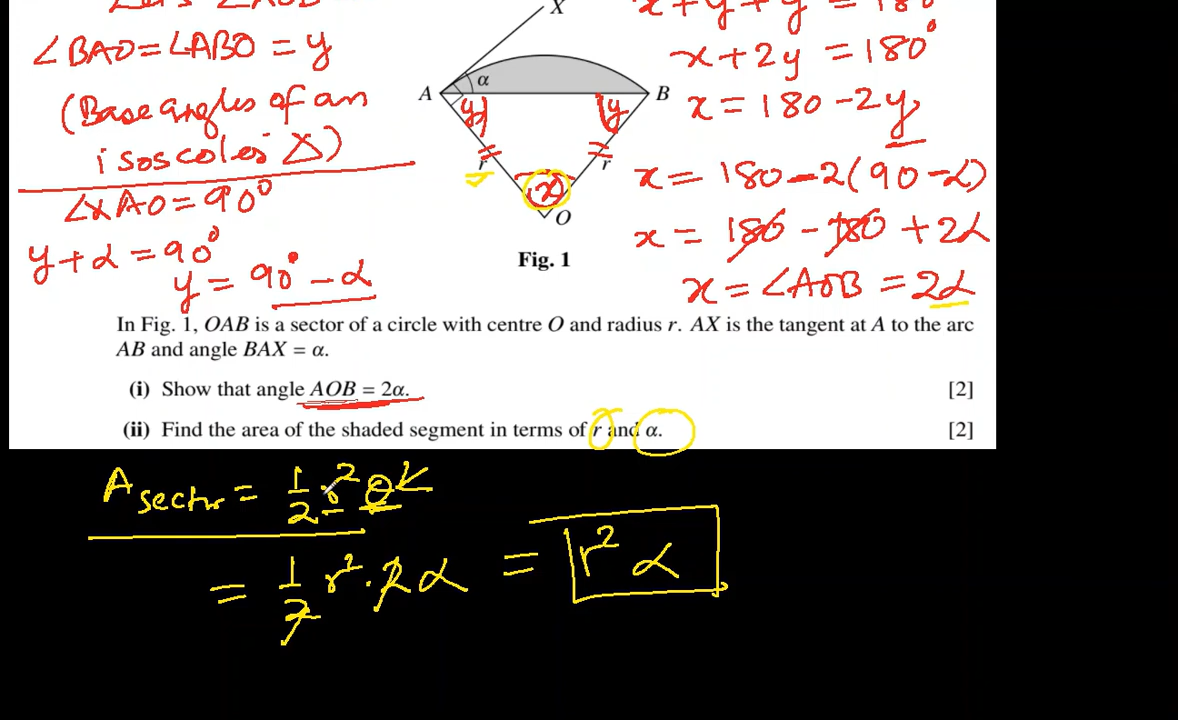 ∠BAO = ∠ABO = y
(Base angles of an
isosceles Δ)
∠XAO = 90°
y + α = 90°
y = 90° - α
X
A
α
B
y
y
r
r
x
O
Fig. 1
x + y + y = 180
x + 2y = 180°
x = 180 - 2y
x = 180 - 2(90 - α)
x = 180 - 180 + 2α
x = ∠AOB = 2α
In Fig. 1, OAB is a sector of a circle with centre O and radius r. AX is the tangent at A to the arc
AB and angle BAX = α.
(i) Show that angle AOB = 2α. [2]
(ii) Find the area of the shaded segment in terms of r and α. [2]
A sector = 1/2 r² θ
= 1/2 r² . 2α = r² α